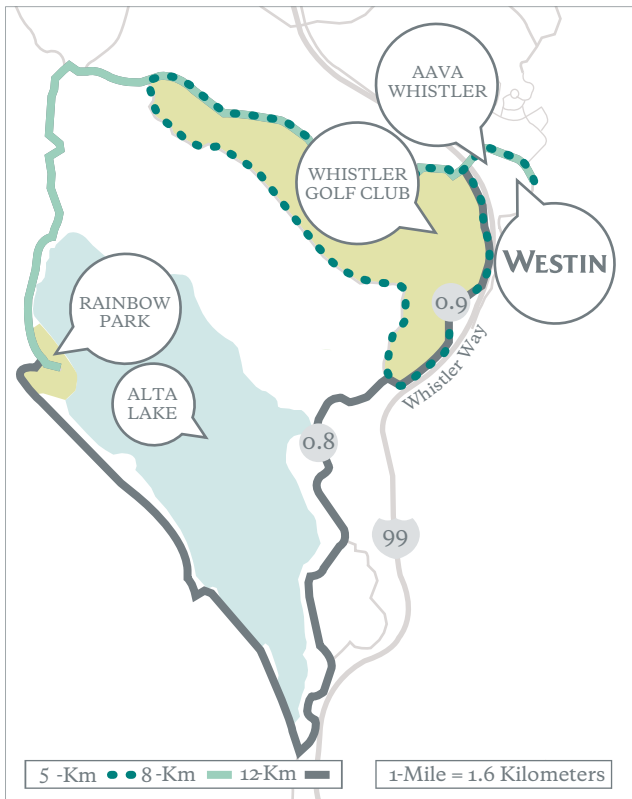 AAVA
WHISTLER
WHISTLER
GOLF CLUB
WESTIN
RAINBOW
PARK
0.9
Whistler Way
ALTA
LAKE
0.8
99
5 -Km 8-Km 12-Km
1-Mile = 1.6 Kilometers